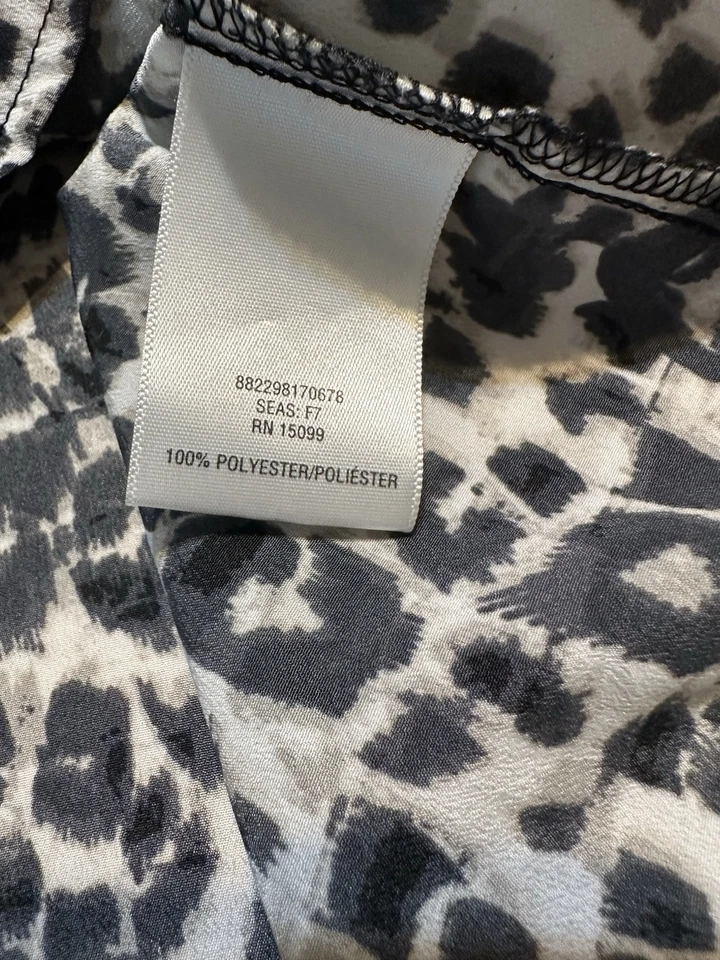 882298170678
SEAS: F7
RN 15099
100% POLYESTER/POLIÉSTER